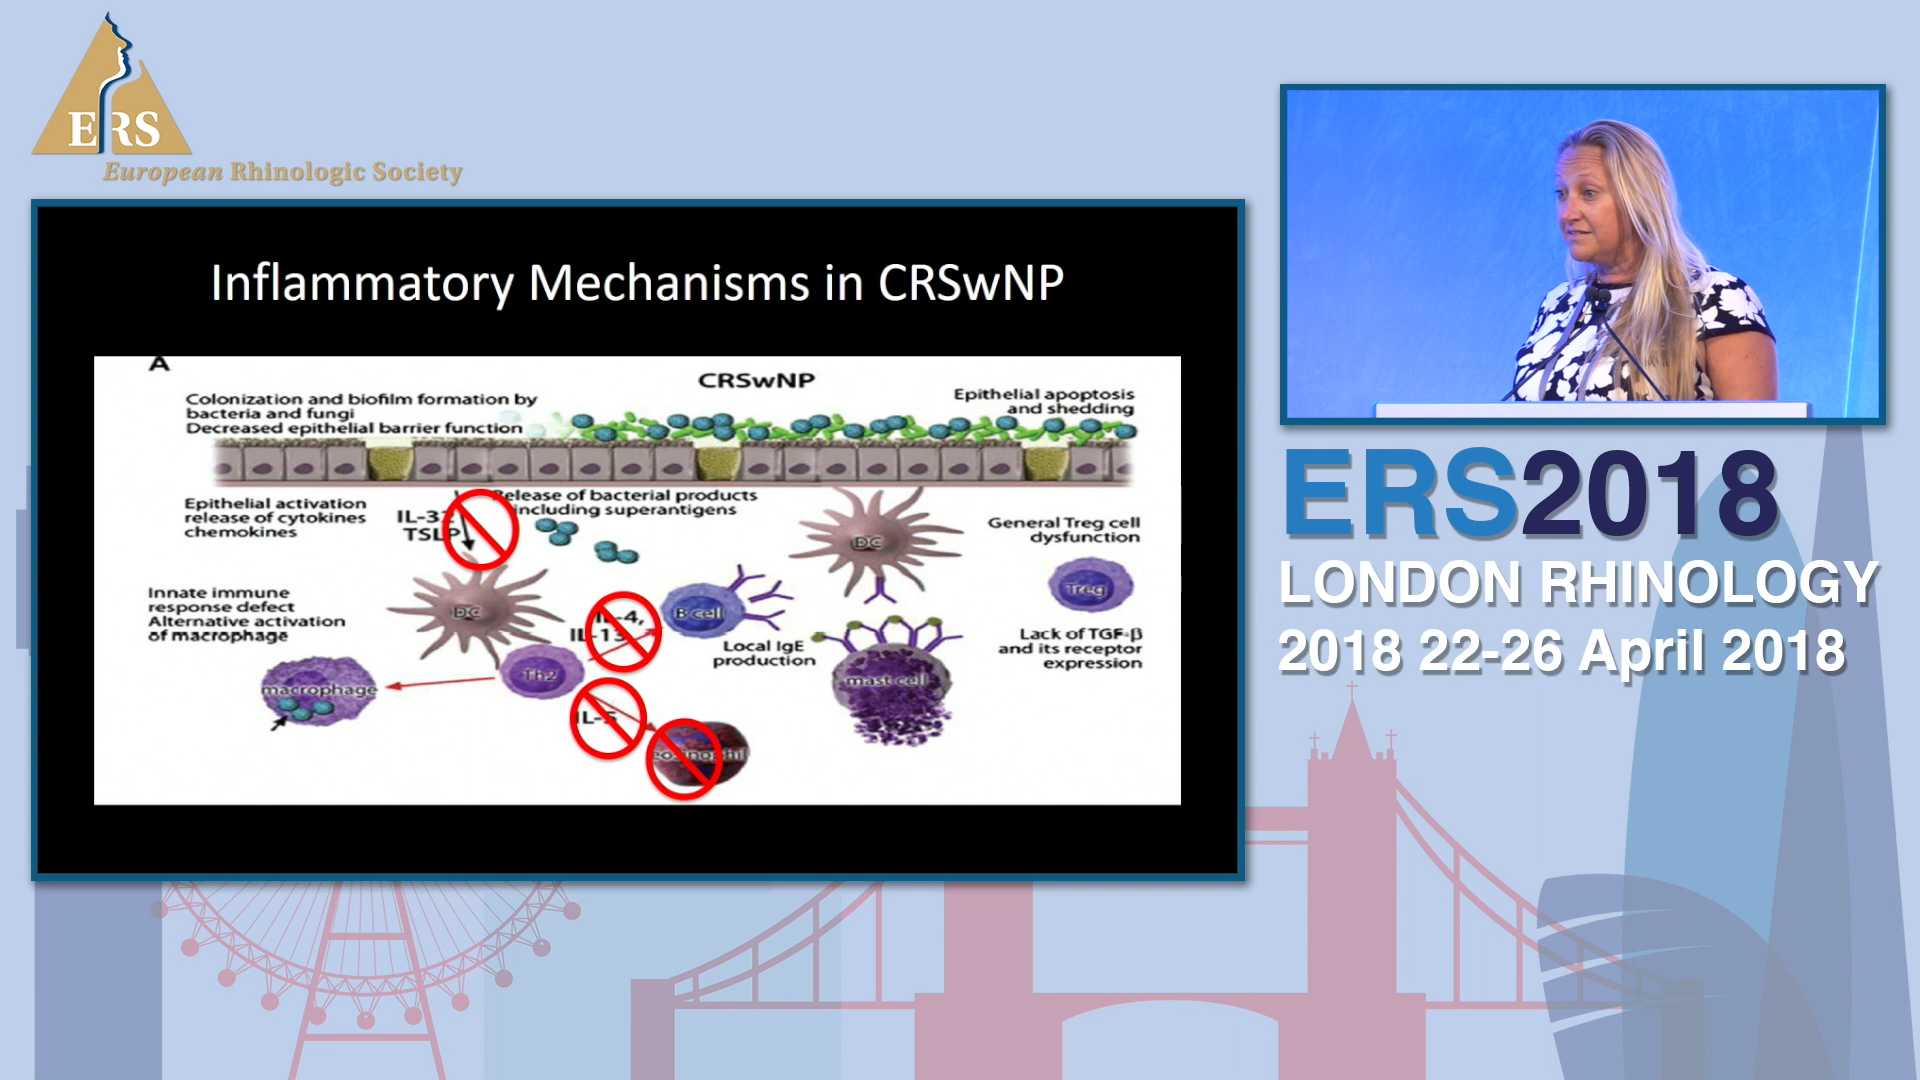 ERS
European Rhinologic Society
Inflammatory Mechanisms in CRSwNP
A
CRSwNP
Colonization and biofilm formation by
bacteria and fungi
Decreased epithelial barrier function
Epithelial apoptosis
and shedding
Epithelial activation
release of cytokines
chemokines
IL-32
TSLP
Release of bacterial products
including superantigens
DC
General Treg cell
dysfunction
Treg
Innate immune
response defect
Alternative activation
of macrophage
DC
IL-4,
IL-13
B cell
Local IgE
production
Lack of TGF-β
and its receptor
expression
macrophage
Th2
mast cell
IL-5
eosinophil
ERS2018
LONDON RHINOLOGY
2018 22-26 April 2018